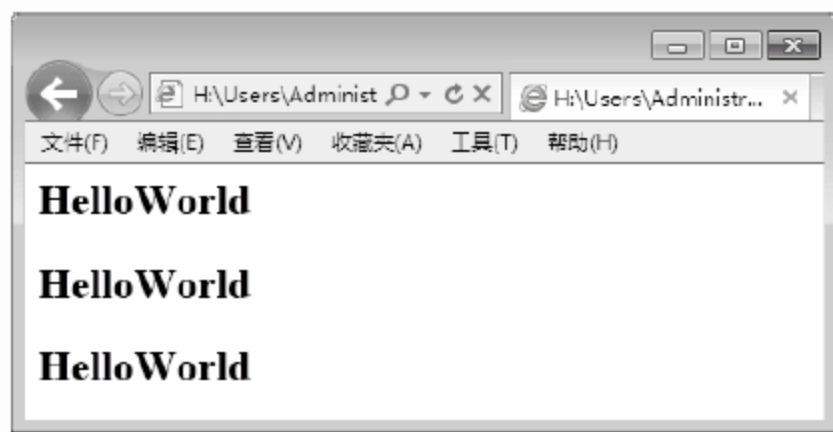 H:\Users\Administ
H:\Users\Administr...
文件(F) 编辑(E) 查看(V) 收藏夹(A) 工具(T) 帮助(H)
HelloWorld
HelloWorld
HelloWorld